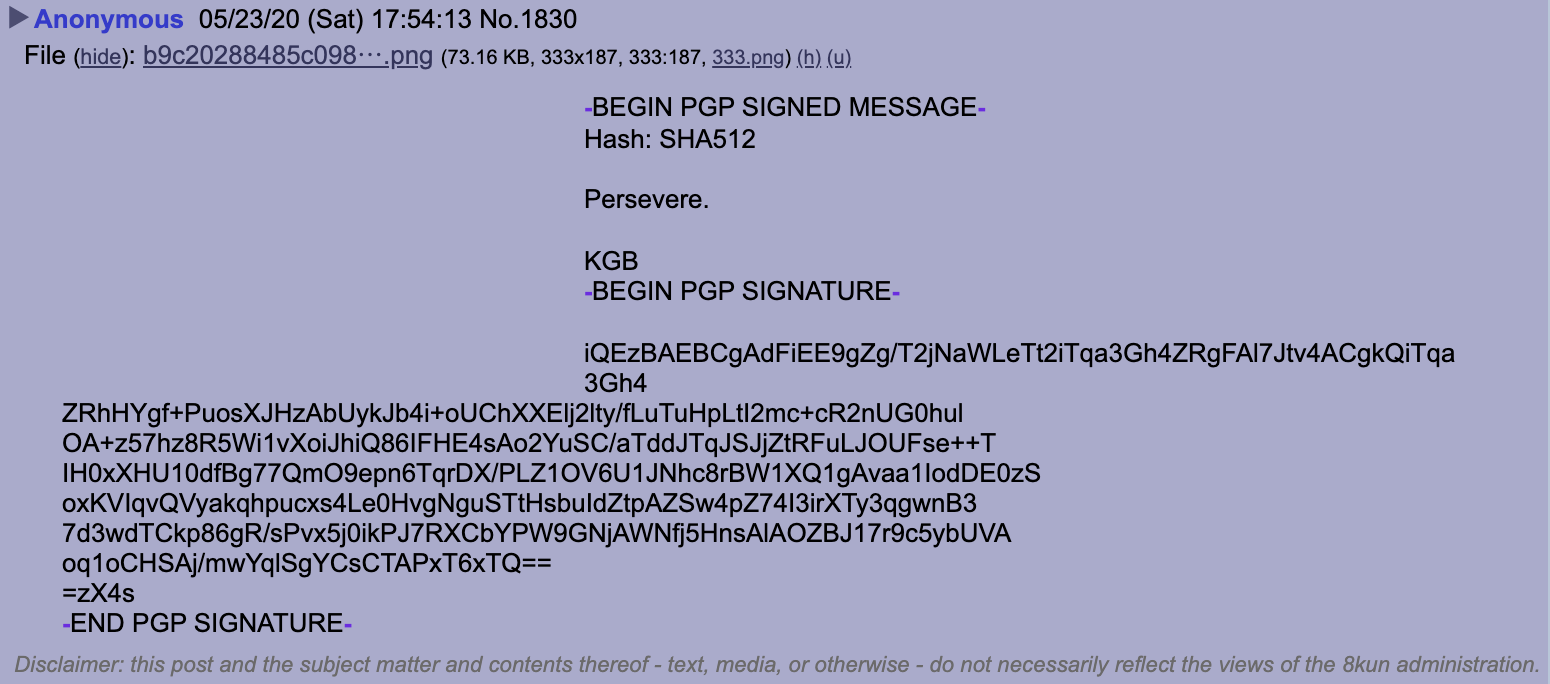 ▶Anonymous 05/23/20 (Sat) 17:54:13 No.1830
File (hide): b9c20288485c098⋯.png (73.16 KB, 333x187, 333:187, 333.png) (h) (u)
-BEGIN PGP SIGNED MESSAGE-
Hash: SHA512
Persevere.
KGB
-BEGIN PGP SIGNATURE-
iQEzBAEBCgAdFiEE9gZg/T2jNaWLeTt2iTqa3Gh4ZRgFAl7Jtv4ACgkQiTqa
3Gh4
ZRhHYgf+PuosXJHzAbUykJb4i+oUChXXElj2lty/fLuTuHpLtI2mc+cR2nUG0hul
OA+z57hz8R5Wi1vXoiJhiQ86IFHE4sAo2YuSC/aTddJTqJSJjZtRFuLJOUFse++T
IH0xXHU10dfBg77QmO9epn6TqrDX/PLZ1OV6U1JNhc8rBW1XQ1gAvaa1IodDE0zS
oxKVIqvQVyakqhpucxs4Le0HvgNguSTtHsbuIdZtpAZSw4pZ74I3irXTy3qgwnB3
7d3wdTCkp86gR/sPvx5j0ikPJ7RXCbYPW9GNjAWNfj5HnsAlAOZBJ17r9c5ybUVA
oq1oCHSAj/mwYqlSgYCsCTAPxT6xTQ==
=zX4s
-END PGP SIGNATURE-
Disclaimer: this post and the subject matter and contents thereof - text, media, or otherwise - do not necessarily reflect the views of the 8kun administration.